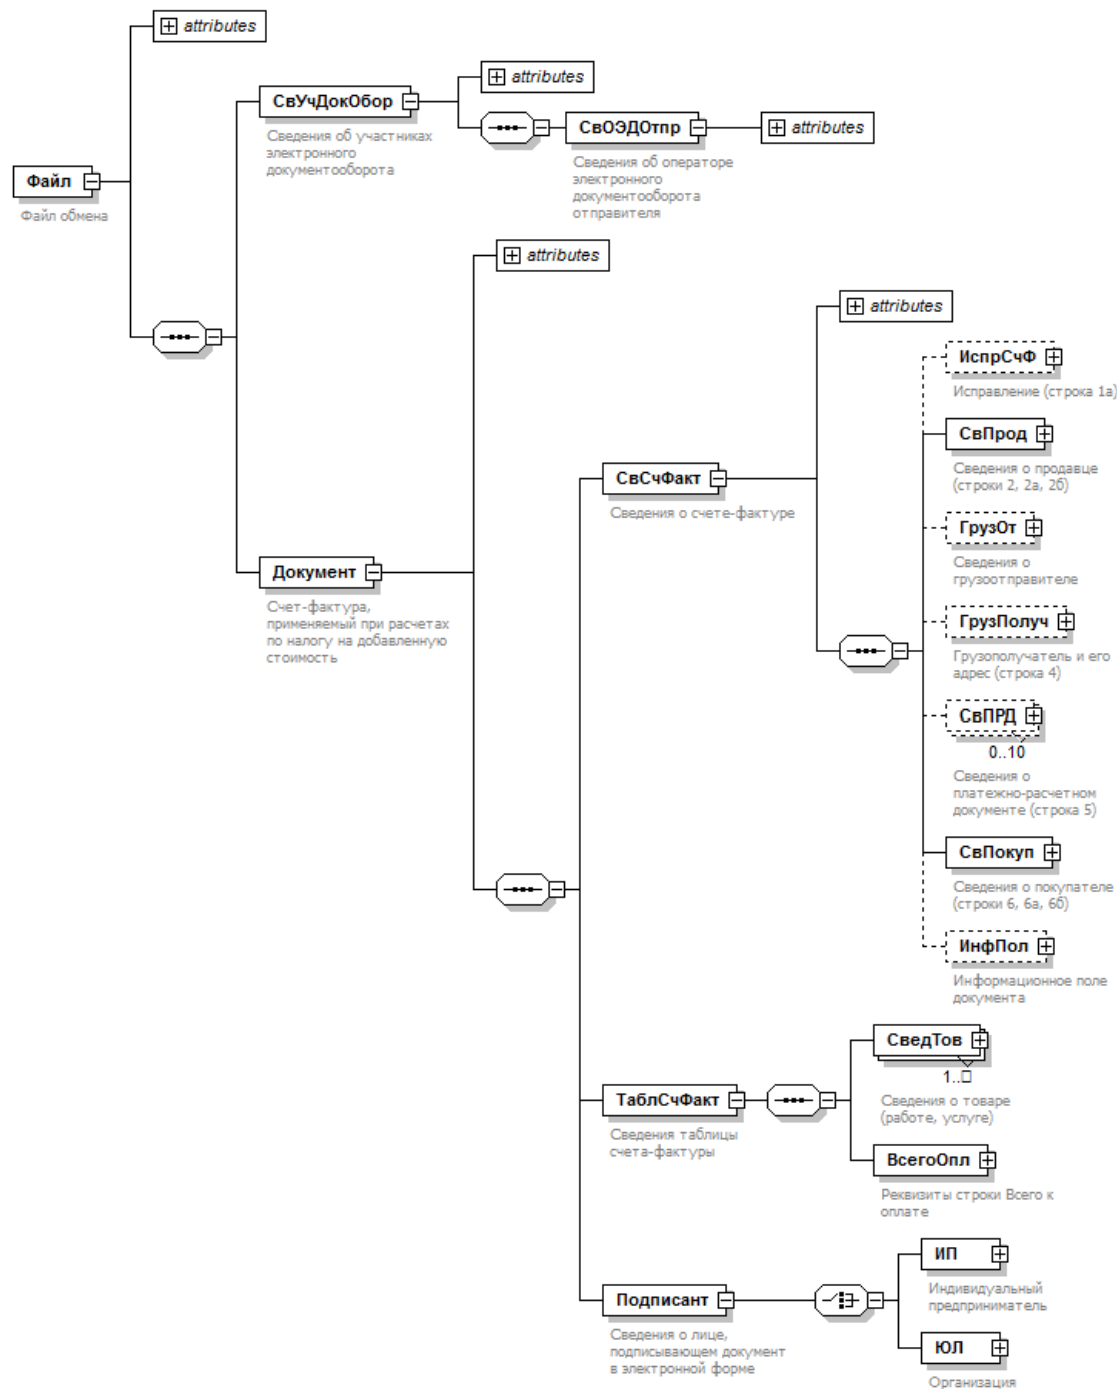 attributes
СвУчДокОбор
Сведения об участниках
электронного
документооборота
attributes
СвОЭДОтпр
Сведения об операторе
электронного
документооборота
отправителя
attributes
Файл
Файл обмена
attributes
attributes
ИспрСчФ
Исправление (строка 1а)
СвПрод
Сведения о продавце
(строки 2, 2а, 2б)
СвСчФакт
Сведения о счете-фактуре
ГрузОт
Сведения о
грузоотправителе
Документ
Счет-фактура,
применяемый при расчетах
по налогу на добавленную
стоимость
ГрузПолуч
Грузополучатель и его
адрес (строка 4)
СвПРД
0..10
Сведения о
платежно-расчетном
документе (строка 5)
СвПокуп
Сведения о покупателе
(строки 6, 6а, 6б)
ИнфПол
Информационное поле
документа
СведТов
1..□
Сведения о товаре
(работе, услуге)
ТаблСчФакт
Сведения таблицы
счета-фактуры
ВсегоОпл
Реквизиты строки Всего к
оплате
ИП
Индивидуальный
предприниматель
Подписант
Сведения о лице,
подписывающем документ
в электронной форме
ЮЛ
Организация